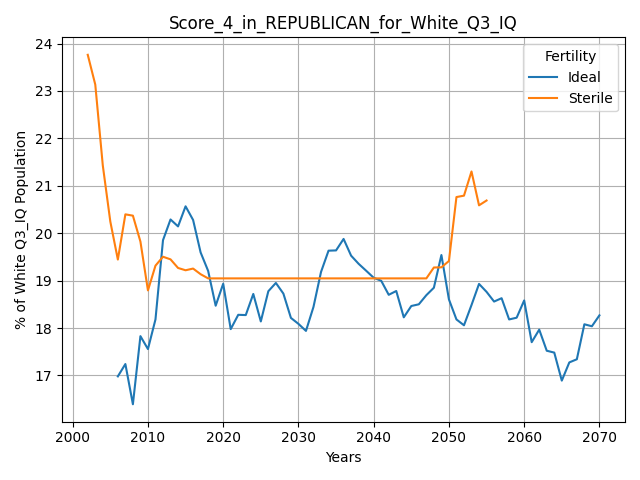 Score_4_in_REPUBLICAN_for_White_Q3_IQ
% of White Q3_IQ Population
24
23
22
21
20
19
18
17
Fertility
Ideal
Sterile
2000 2010 2020 2030 2040 2050 2060 2070
Years